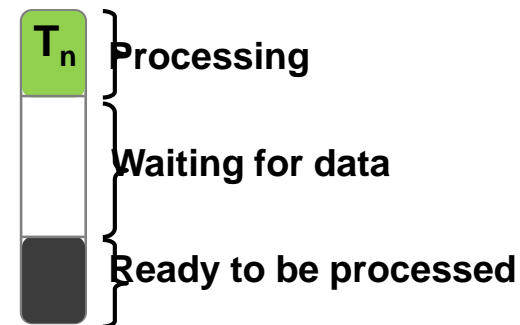 Tn
Processing
Waiting for data
Ready to be processed